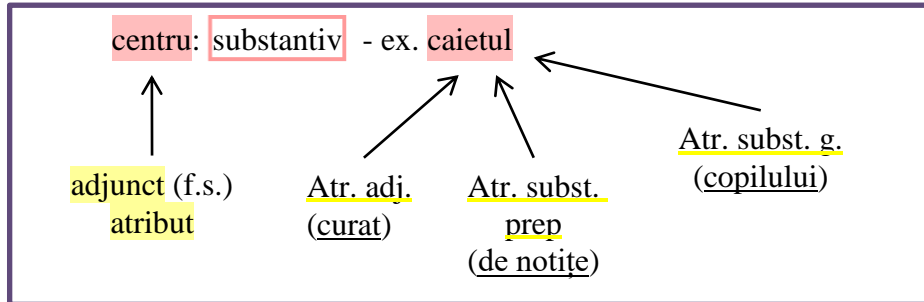 centru: substantiv - ex. caietul
Atr. subst. g.
(copilului)
adjunct (f.s.)
atribut
Atr. adj.
(curat)
Atr. subst.
prep
(de notițe)